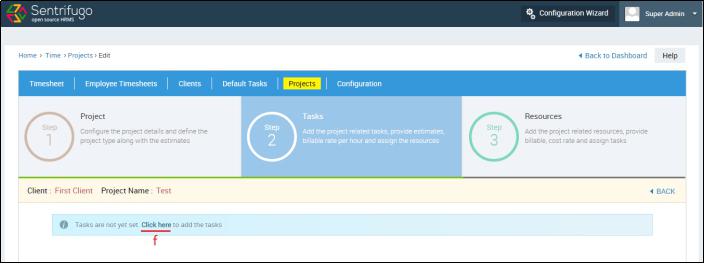 Sentrifugo
open source HRMS
Configuration Wizard
Super Admin
Home > Time > Projects > Edit
Back to Dashboard Help
Timesheet Employee Timesheets Clients Default Tasks Projects Configuration
Step 1
Project
Configure the project details and define the
project type along with the estimates
Step 2
Tasks
Add the project related tasks, provide estimates,
billable rate per hour and assign the resources
Step 3
Resources
Add the project related resources, provide
billable, cost rate and assign tasks
Client : First Client Project Name : Test
BACK
i Tasks are not yet set. Click here to add the tasks
f